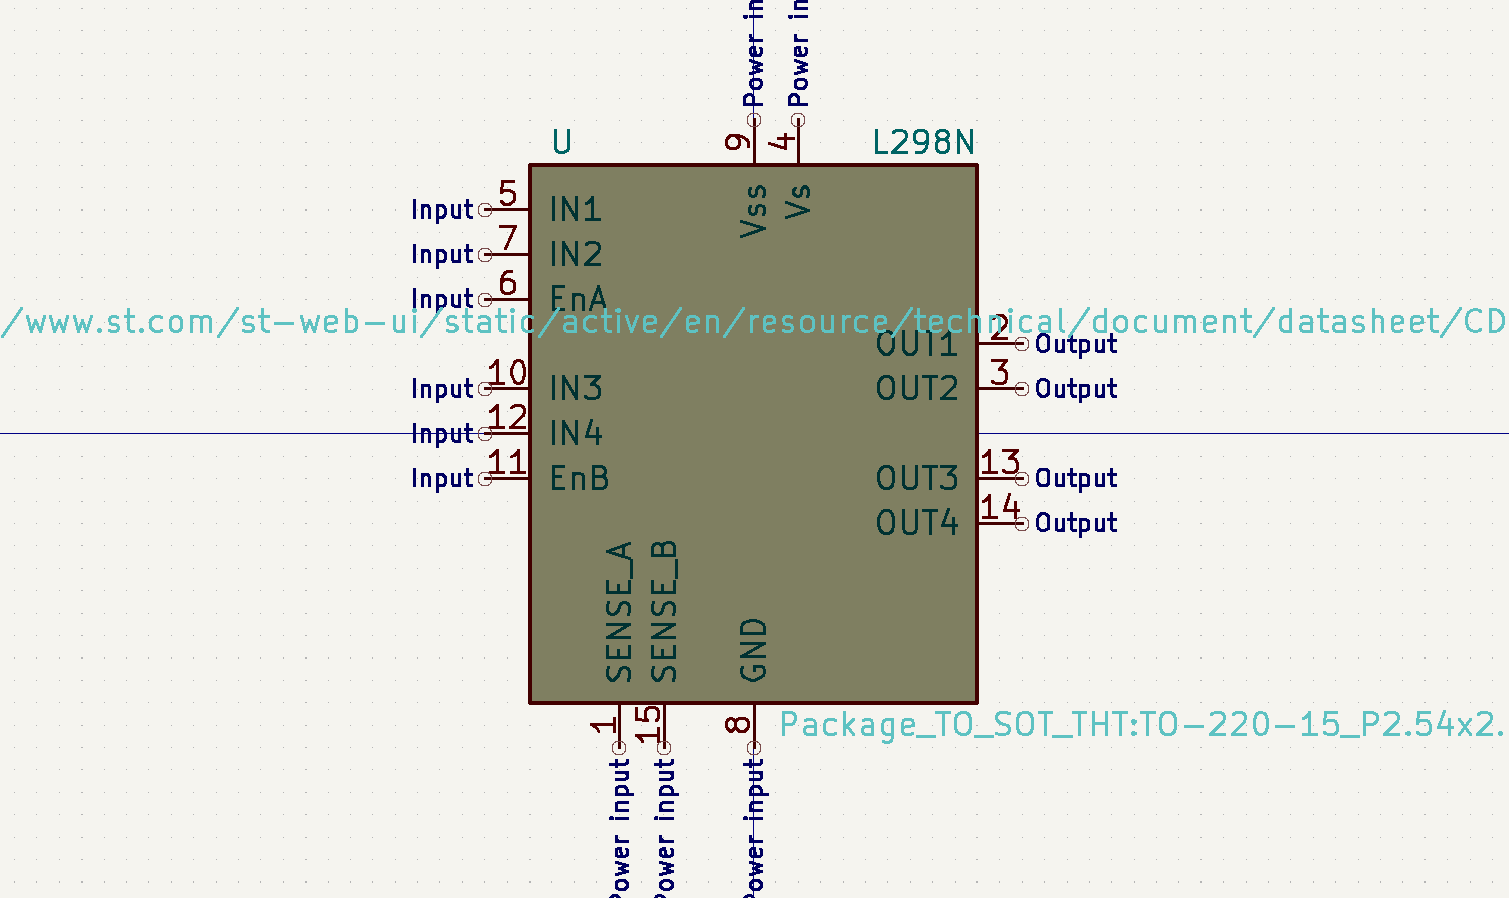 Power in
Power in
U
9
4
L298N
Vss
Vs
Input 5 IN1
Input 7 IN2
Input 6 EnA
/www.st.com/st-web-ui/static/active/en/resource/technical/document/datasheet/CD
OUT1 2 Output
Input 10 IN3
OUT2 3 Output
Input 12 IN4
Input 11 EnB
OUT3 13 Output
OUT4 14 Output
SENSE_A
SENSE_B
GND
1
15
8
Package_TO_SOT_THT:TO-220-15_P2.54x2.
Power input
Power input
Power input